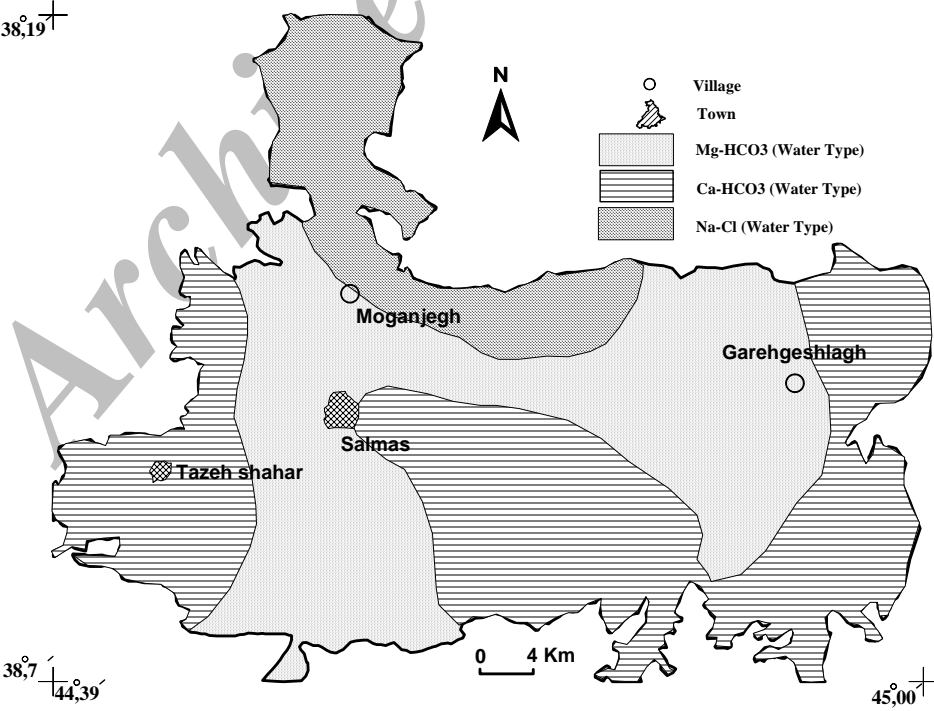 38,19
N
Village
Town
Mg-HCO3 (Water Type)
Ca-HCO3 (Water Type)
Na-Cl (Water Type)
Moganjegh
Garehgeshlagh
Salmas
Tazeh shahar
0 4 Km
38,7
44,39
45,00
Archive